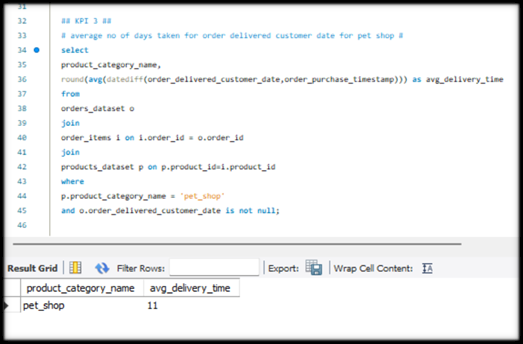 31
32 ## KPI 3 ##
33 # average no of days taken for order delivered customer date for pet shop #
34 select
35 product_category_name,
36 round(avg(datediff(order_delivered_customer_date,order_purchase_timestamp))) as avg_delivery_time
37 from
38 orders_dataset o
39 join
40 order_items i on i.order_id = o.order_id
41 join
42 products_dataset p on p.product_id=i.product_id
43 where
44 p.product_category_name = 'pet_shop'
45 and o.order_delivered_customer_date is not null;
46
Result Grid Filter Rows: Export: Wrap Cell Content:
product_category_name avg_delivery_time
pet_shop 11